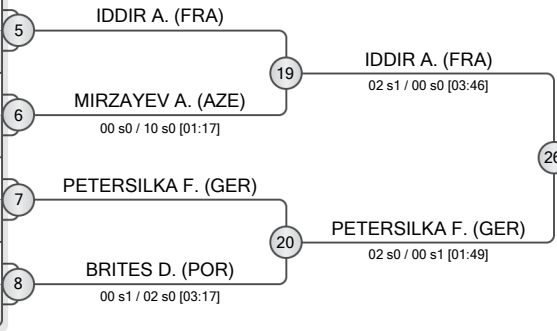 IDDIR A. (FRA)
5
19
IDDIR A. (FRA)
02 s1 / 00 s0 [03:46]
MIRZAYEV A. (AZE)
6
00 s0 / 10 s0 [01:17]
26
PETERSILKA F. (GER)
7
20
PETERSILKA F. (GER)
02 s0 / 00 s1 [01:49]
BRITES D. (POR)
8
00 s1 / 02 s0 [03:17]